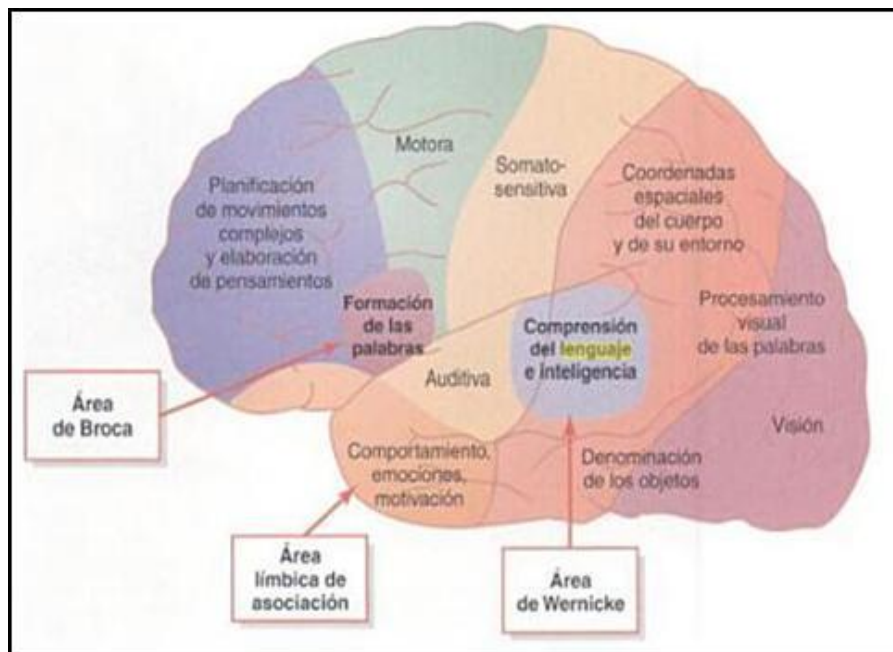 Motora
Somato-
sensitiva
Coordenadas
espaciales
del cuerpo
y de su entorno
Planificación
de movimientos
complejos
y elaboración
de pensamientos
Formación
de las
palabras
Comprensión
del lenguaje
e inteligencia
Procesamiento
visual
de las palabras
Auditiva
Área
de Broca
Visión
Comportamiento,
emociones,
motivación
Denominación
de los objetos
Área
límbica de
asociación
Área
de Wernicke